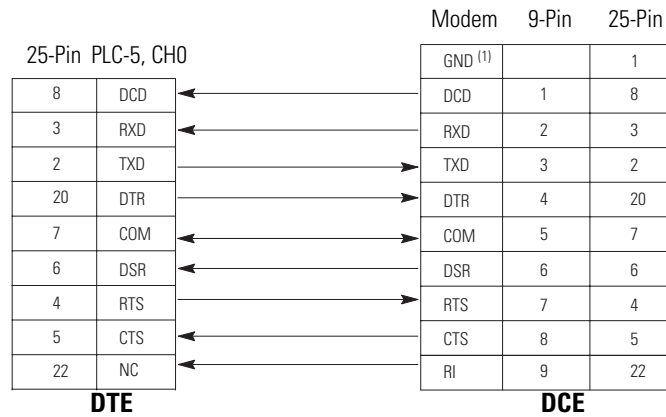 Modem 9-Pin 25-Pin
25-Pin PLC-5, CH0
GND (1) 1
8 DCD DCD 1 8
3 RXD RXD 2 3
2 TXD TXD 3 2
20 DTR DTR 4 20
7 COM COM 5 7
6 DSR DSR 6 6
4 RTS RTS 7 4
5 CTS CTS 8 5
22 NC RI 9 22
DTE DCE